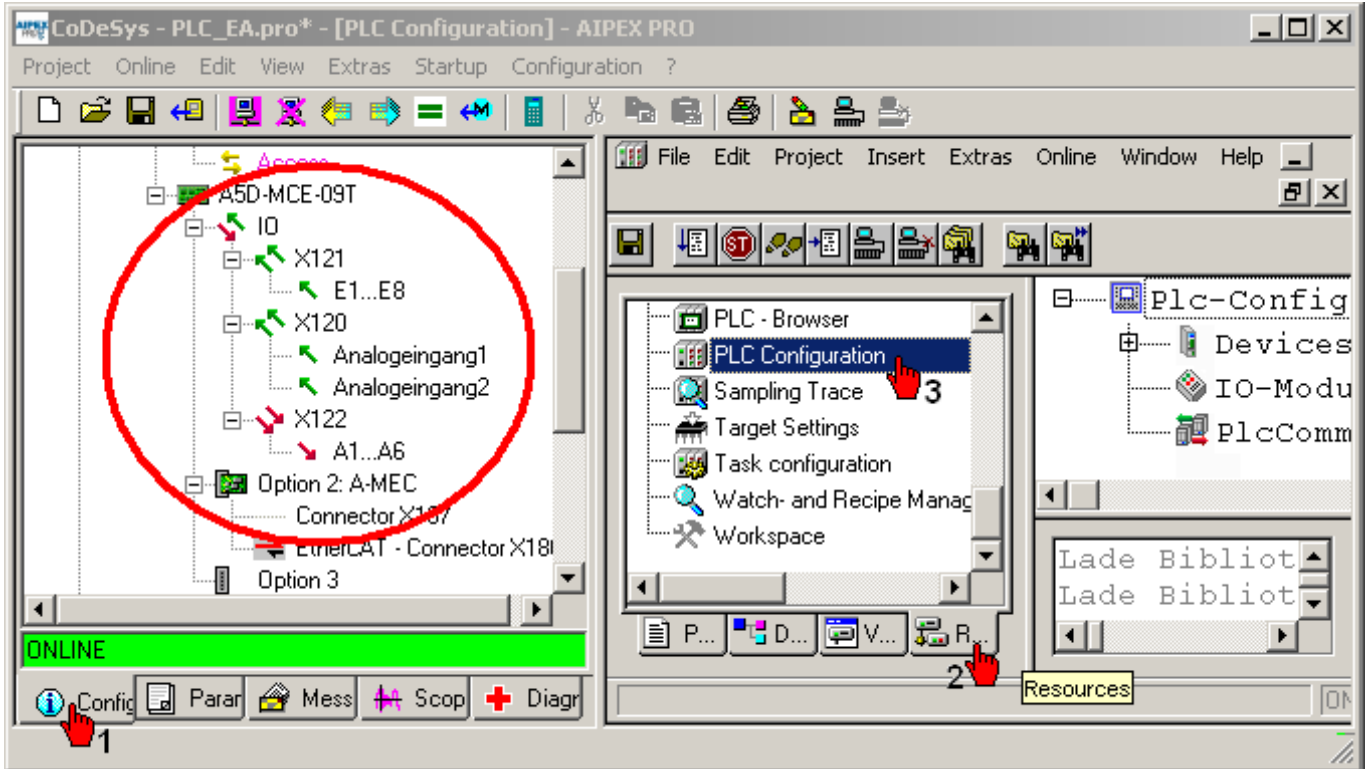 CoDeSys - PLC_EA.pro* - [PLC Configuration] - AIPEX PRO
Project Online Edit View Extras Startup Configuration ?
Access
A5D-MCE-09T
IO
X121
E1...E8
X120
Analogeingang1
Analogeingang2
X122
A1...A6
Option 2: A-MEC
Connector X187
EtherCAT - Connector X18
Option 3
ONLINE
Config Parar Mess Scop Diagr
1
File Edit Project Insert Extras Online Window Help
PLC - Browser
PLC Configuration
3
Sampling Trace
Target Settings
Task configuration
Watch- and Recipe Manag
Workspace
P... D... V... R...
2
Resources
Plc-Config
Devices
IO-Modu
PlcComm
Lade Bibliot
Lade Bibliot
ON